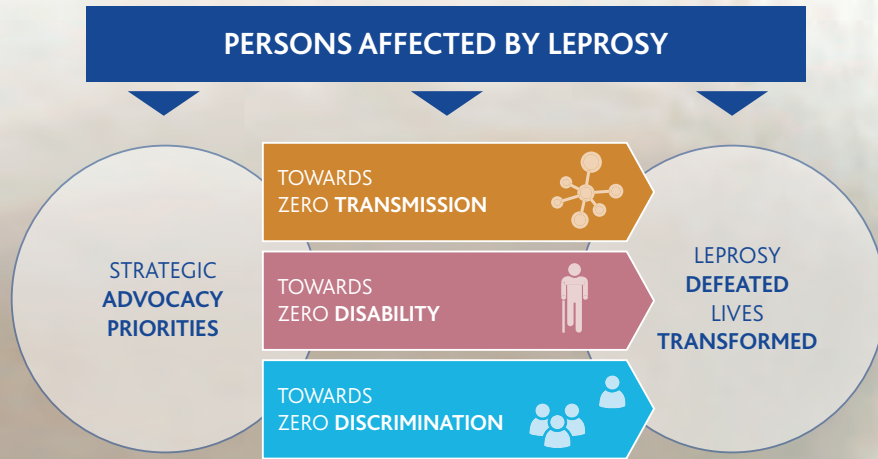 PERSONS AFFECTED BY LEPROSY
STRATEGIC
ADVOCACY
PRIORITIES
TOWARDS
ZERO TRANSMISSION
TOWARDS
ZERO DISABILITY
TOWARDS
ZERO DISCRIMINATION
LEPROSY
DEFEATED
LIVES
TRANSFORMED